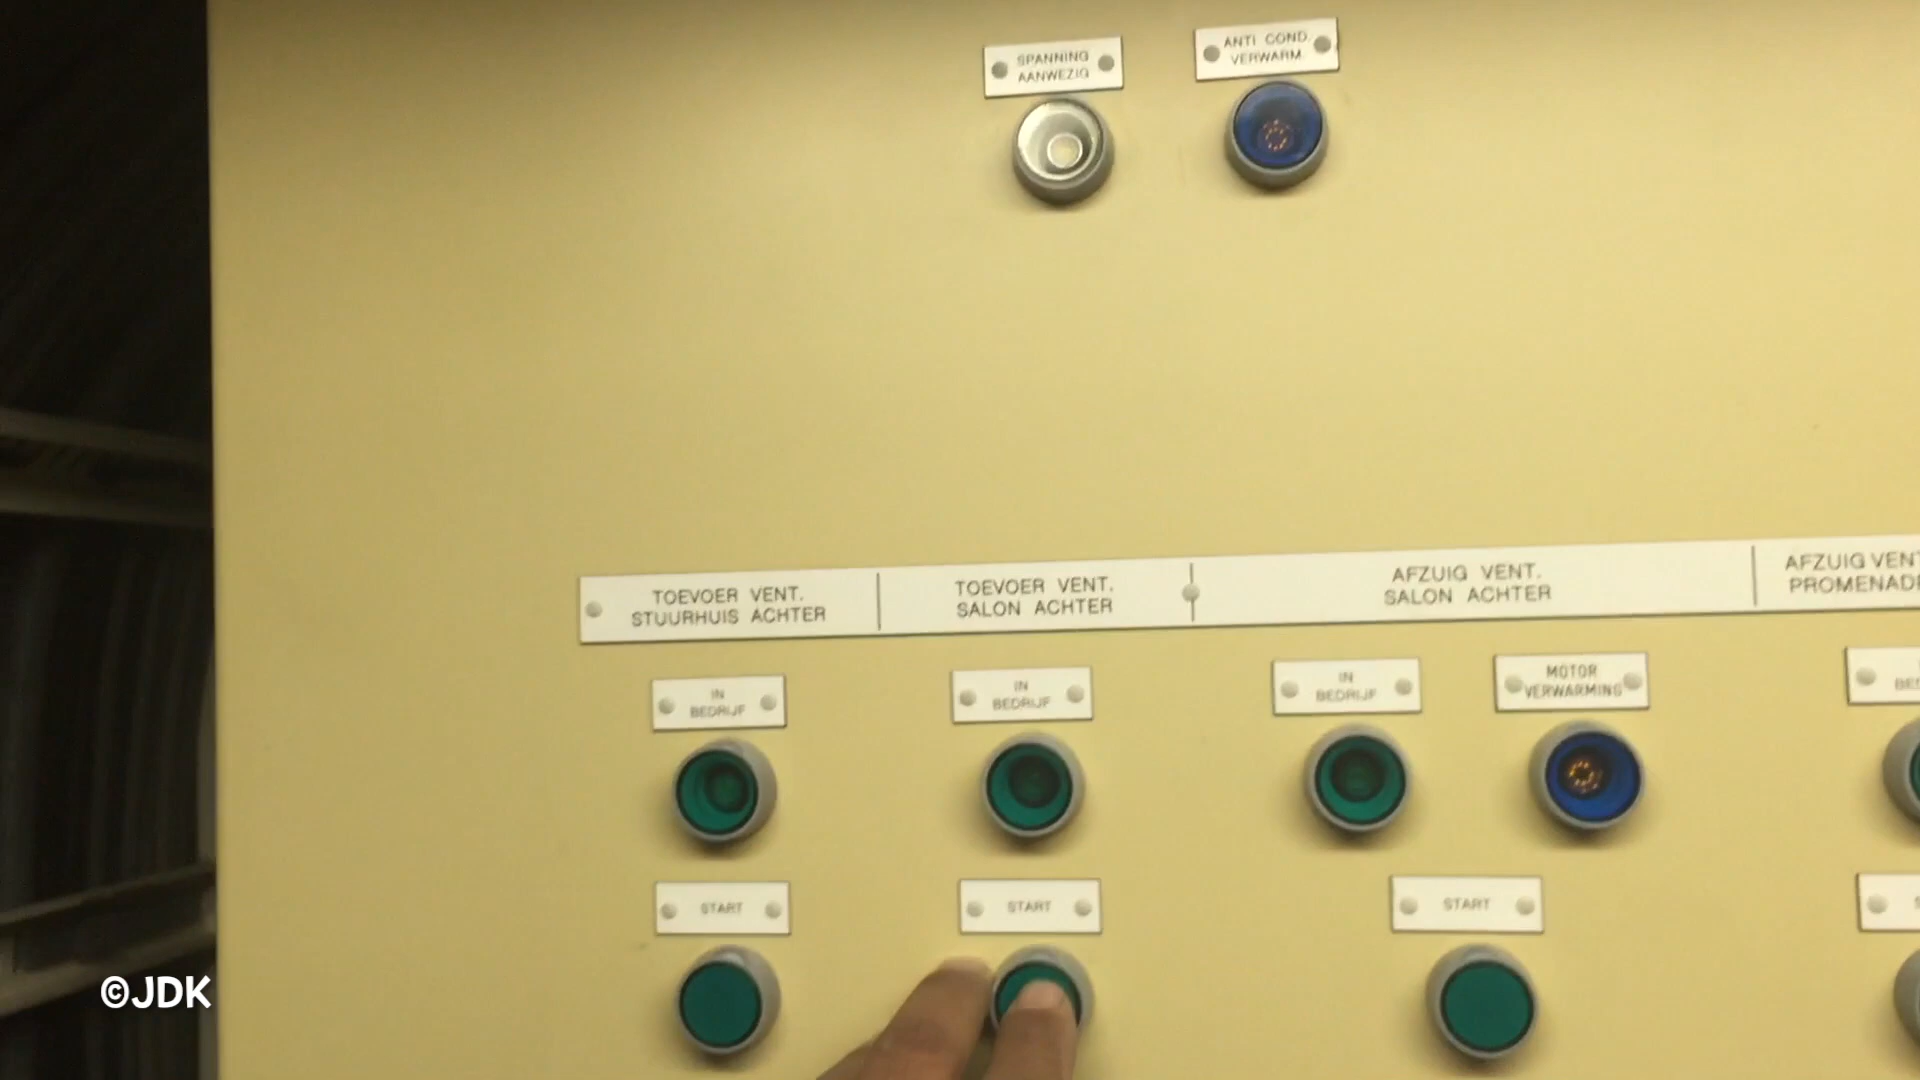 SPANNING
AANWEZIG
ANTI COND.
VERWARM.
TOEVOER VENT.
STUURHUIS ACHTER
TOEVOER VENT.
SALON ACHTER
AFZUIG VENT.
SALON ACHTER
AFZUIG VENT
PROMENADE
IN
BEDRIJF
IN
BEDRIJF
IN
BEDRIJF
MOTOR
VERWARMING
START
START
START
©JDK